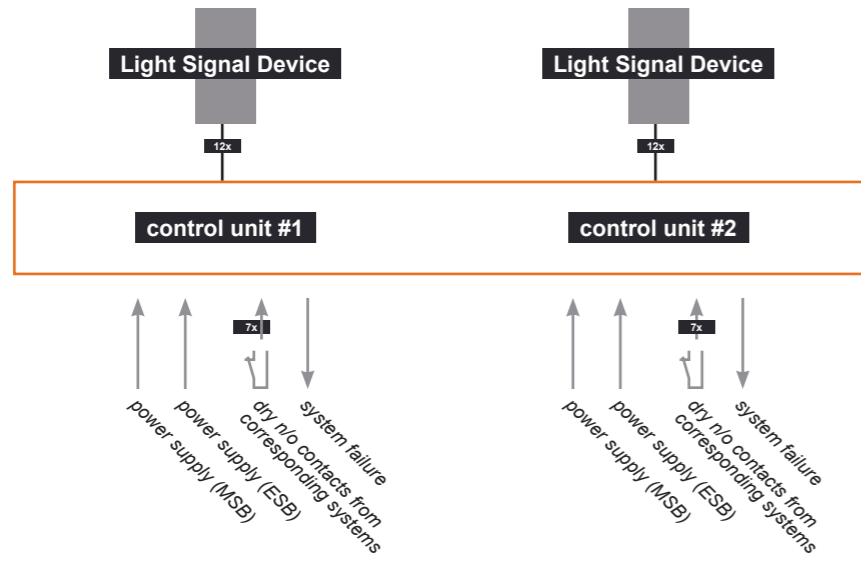 Light Signal Device
Light Signal Device
12x
12x
control unit #1
control unit #2
7x
7x
power supply (MSB)
power supply (ESB)
dry n/o contacts from
corresponding systems
system failure
power supply (MSB)
power supply (ESB)
dry n/o contacts from
corresponding systems
system failure